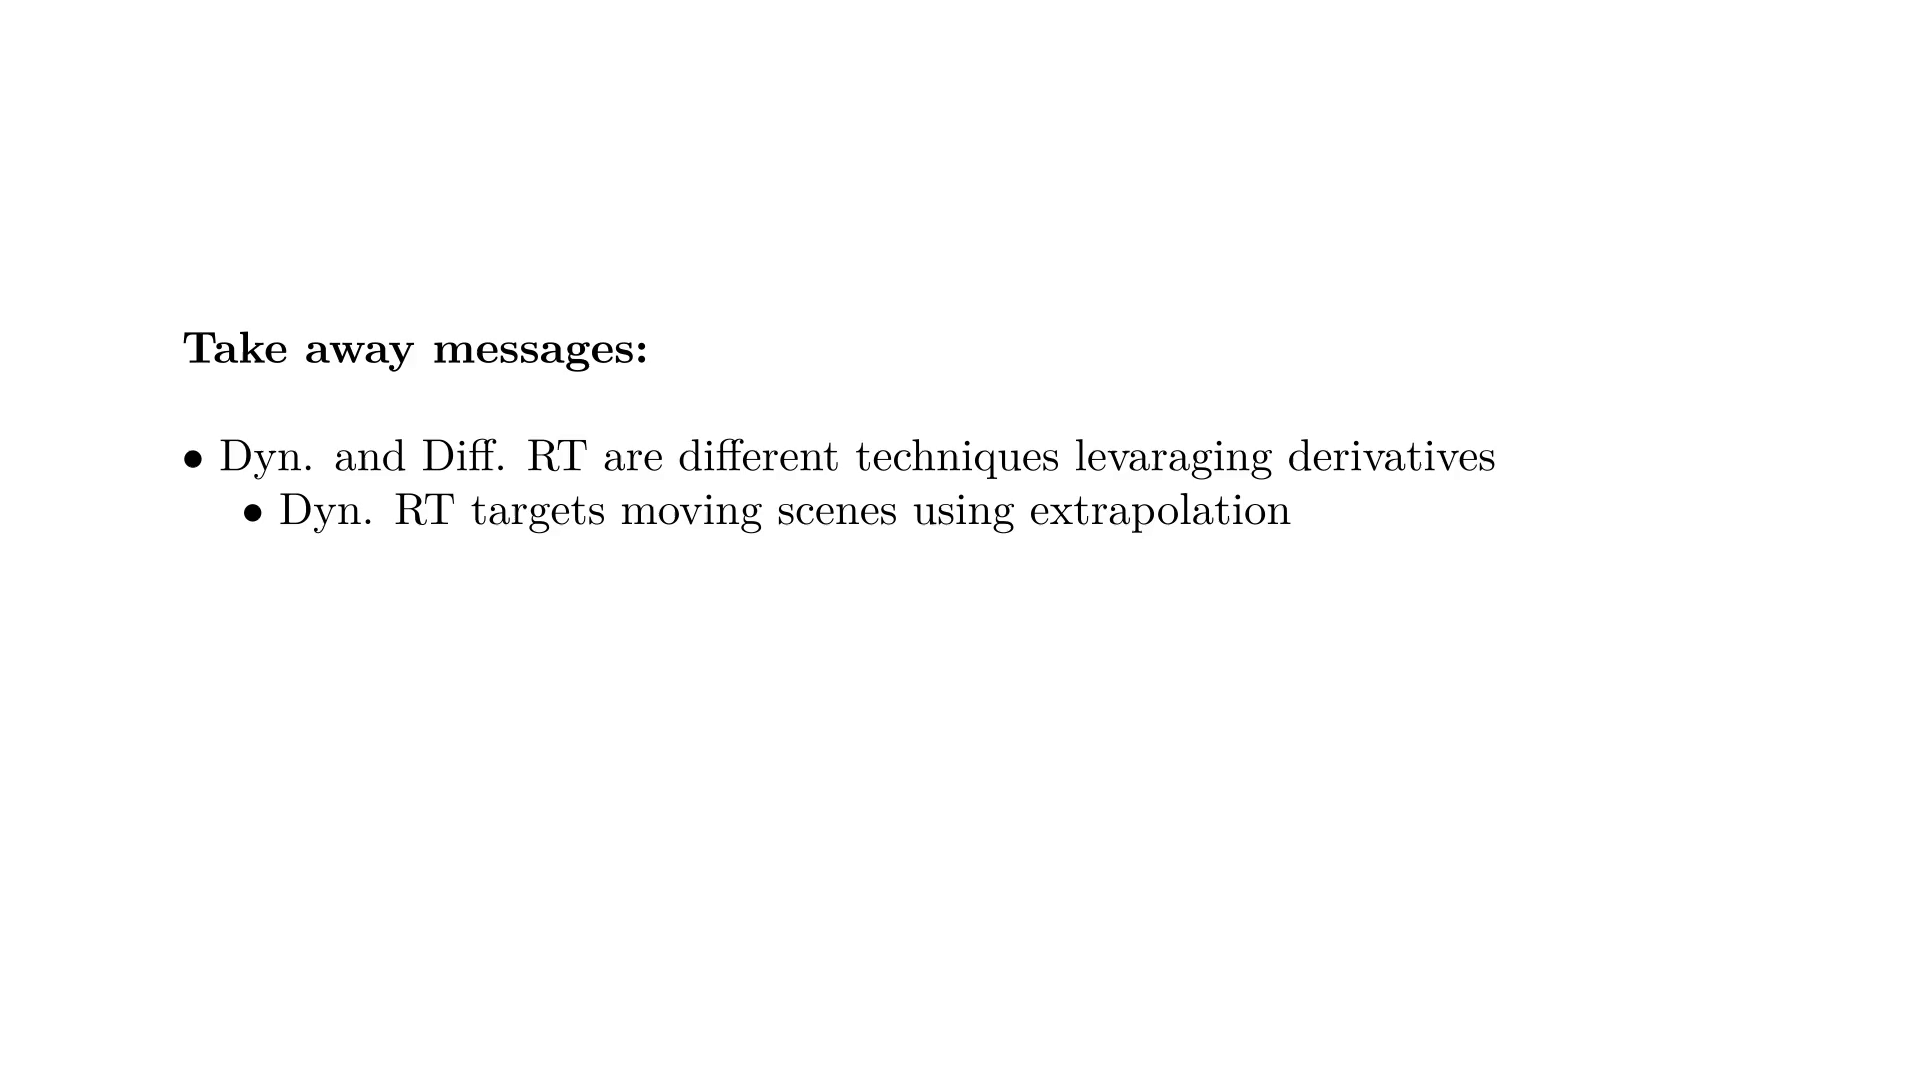 Take away messages:
• Dyn. and Diff. RT are different techniques levaraging derivatives
• Dyn. RT targets moving scenes using extrapolation